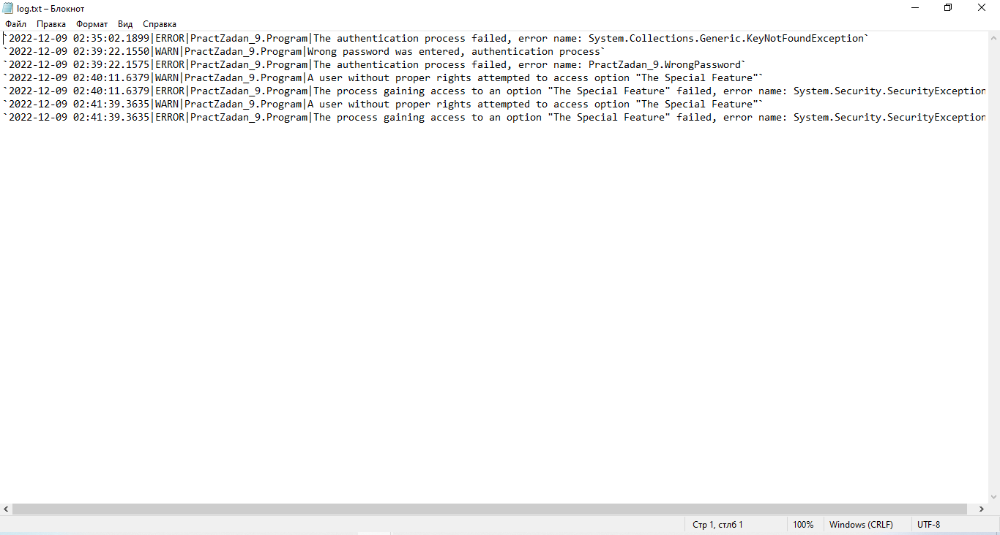 log.txt – Блокнот
Файл Правка Формат Вид Справка
`2022-12-09 02:35:02.1899|ERROR|PractZadan_9.Program|The authentication process failed, error name: System.Collections.Generic.KeyNotFoundException`
`2022-12-09 02:39:22.1550|WARN|PractZadan_9.Program|Wrong password was entered, authentication process`
`2022-12-09 02:39:22.1575|ERROR|PractZadan_9.Program|The authentication process failed, error name: PractZadan_9.WrongPassword`
`2022-12-09 02:40:11.6379|WARN|PractZadan_9.Program|A user without proper rights attempted to access option "The Special Feature"`
`2022-12-09 02:40:11.6379|ERROR|PractZadan_9.Program|The process gaining access to an option "The Special Feature" failed, error name: System.Security.SecurityException
`2022-12-09 02:41:39.3635|WARN|PractZadan_9.Program|A user without proper rights attempted to access option "The Special Feature"`
`2022-12-09 02:41:39.3635|ERROR|PractZadan_9.Program|The process gaining access to an option "The Special Feature" failed, error name: System.Security.SecurityException
Стр 1, стлб 1 100% Windows (CRLF) UTF-8